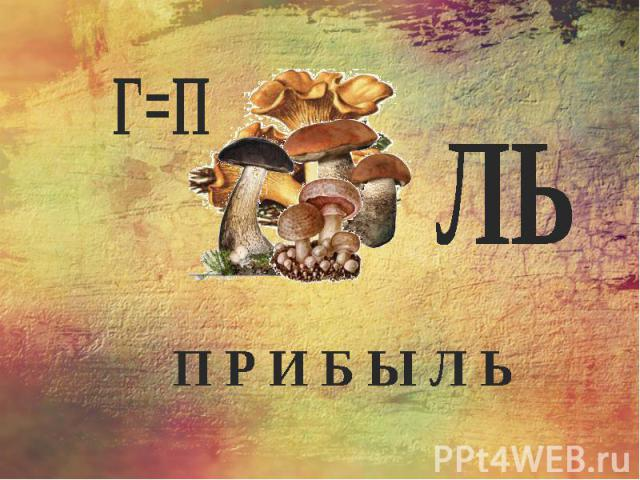 Г=П
ЛЬ
П Р И Б Ы Л Ь
PPt4WEB.ru